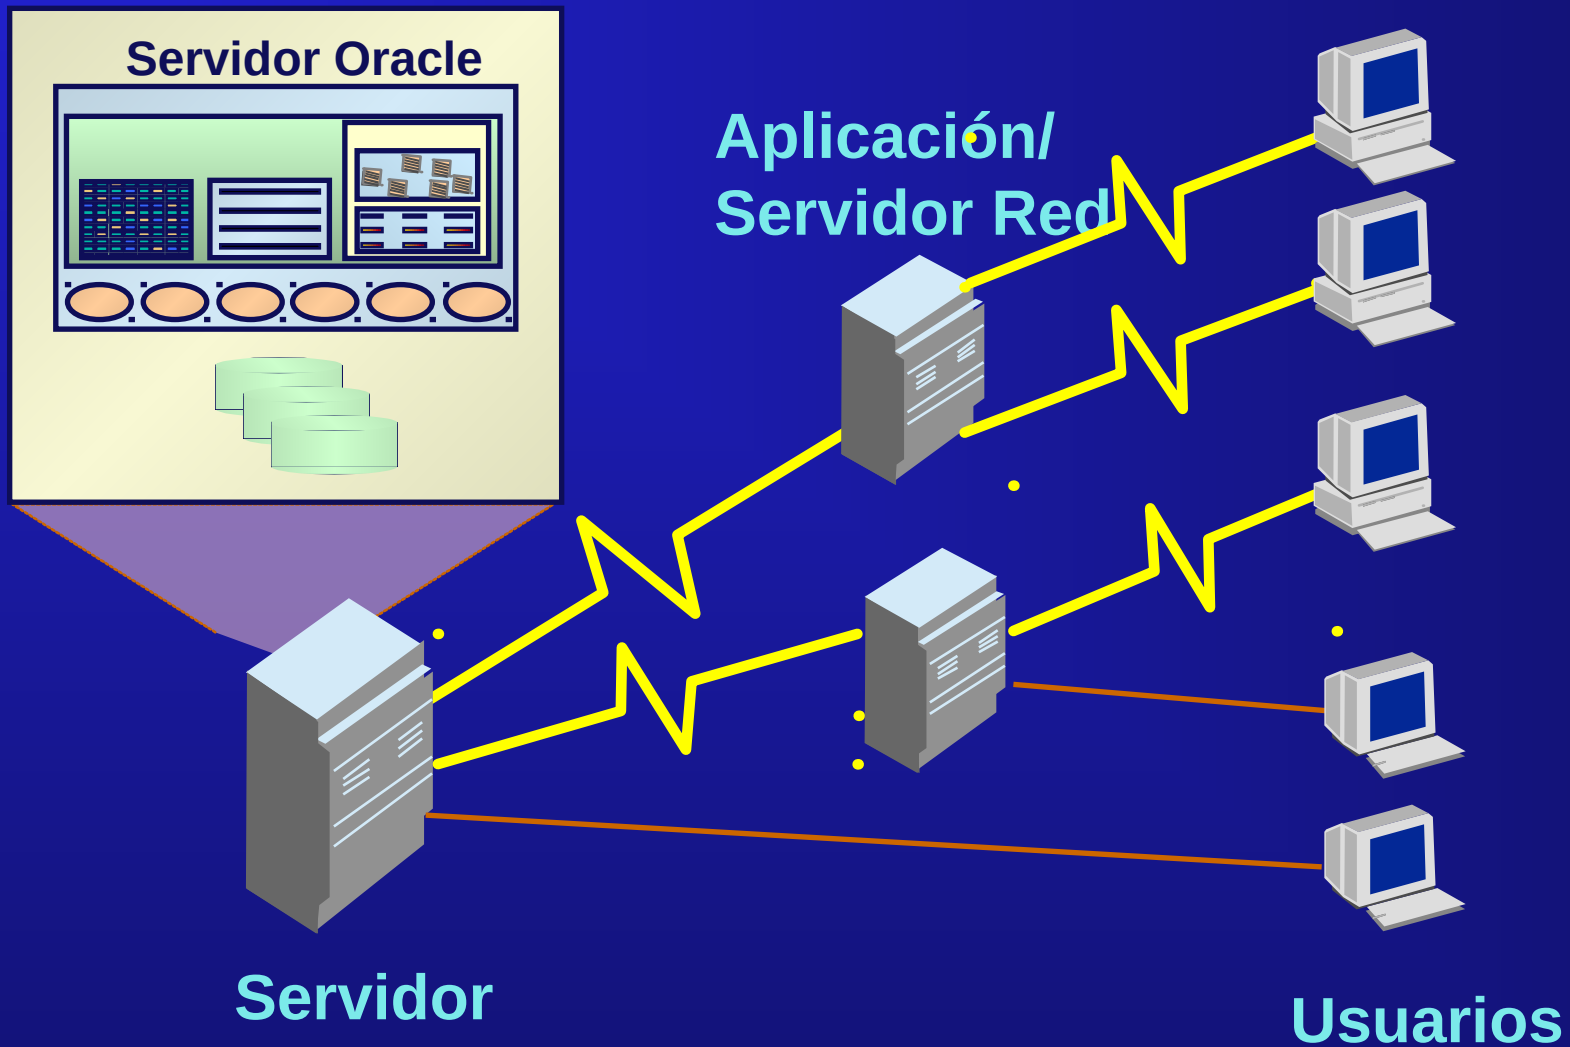 Servidor Oracle
Aplicación/
Servidor Red
Servidor
Usuarios